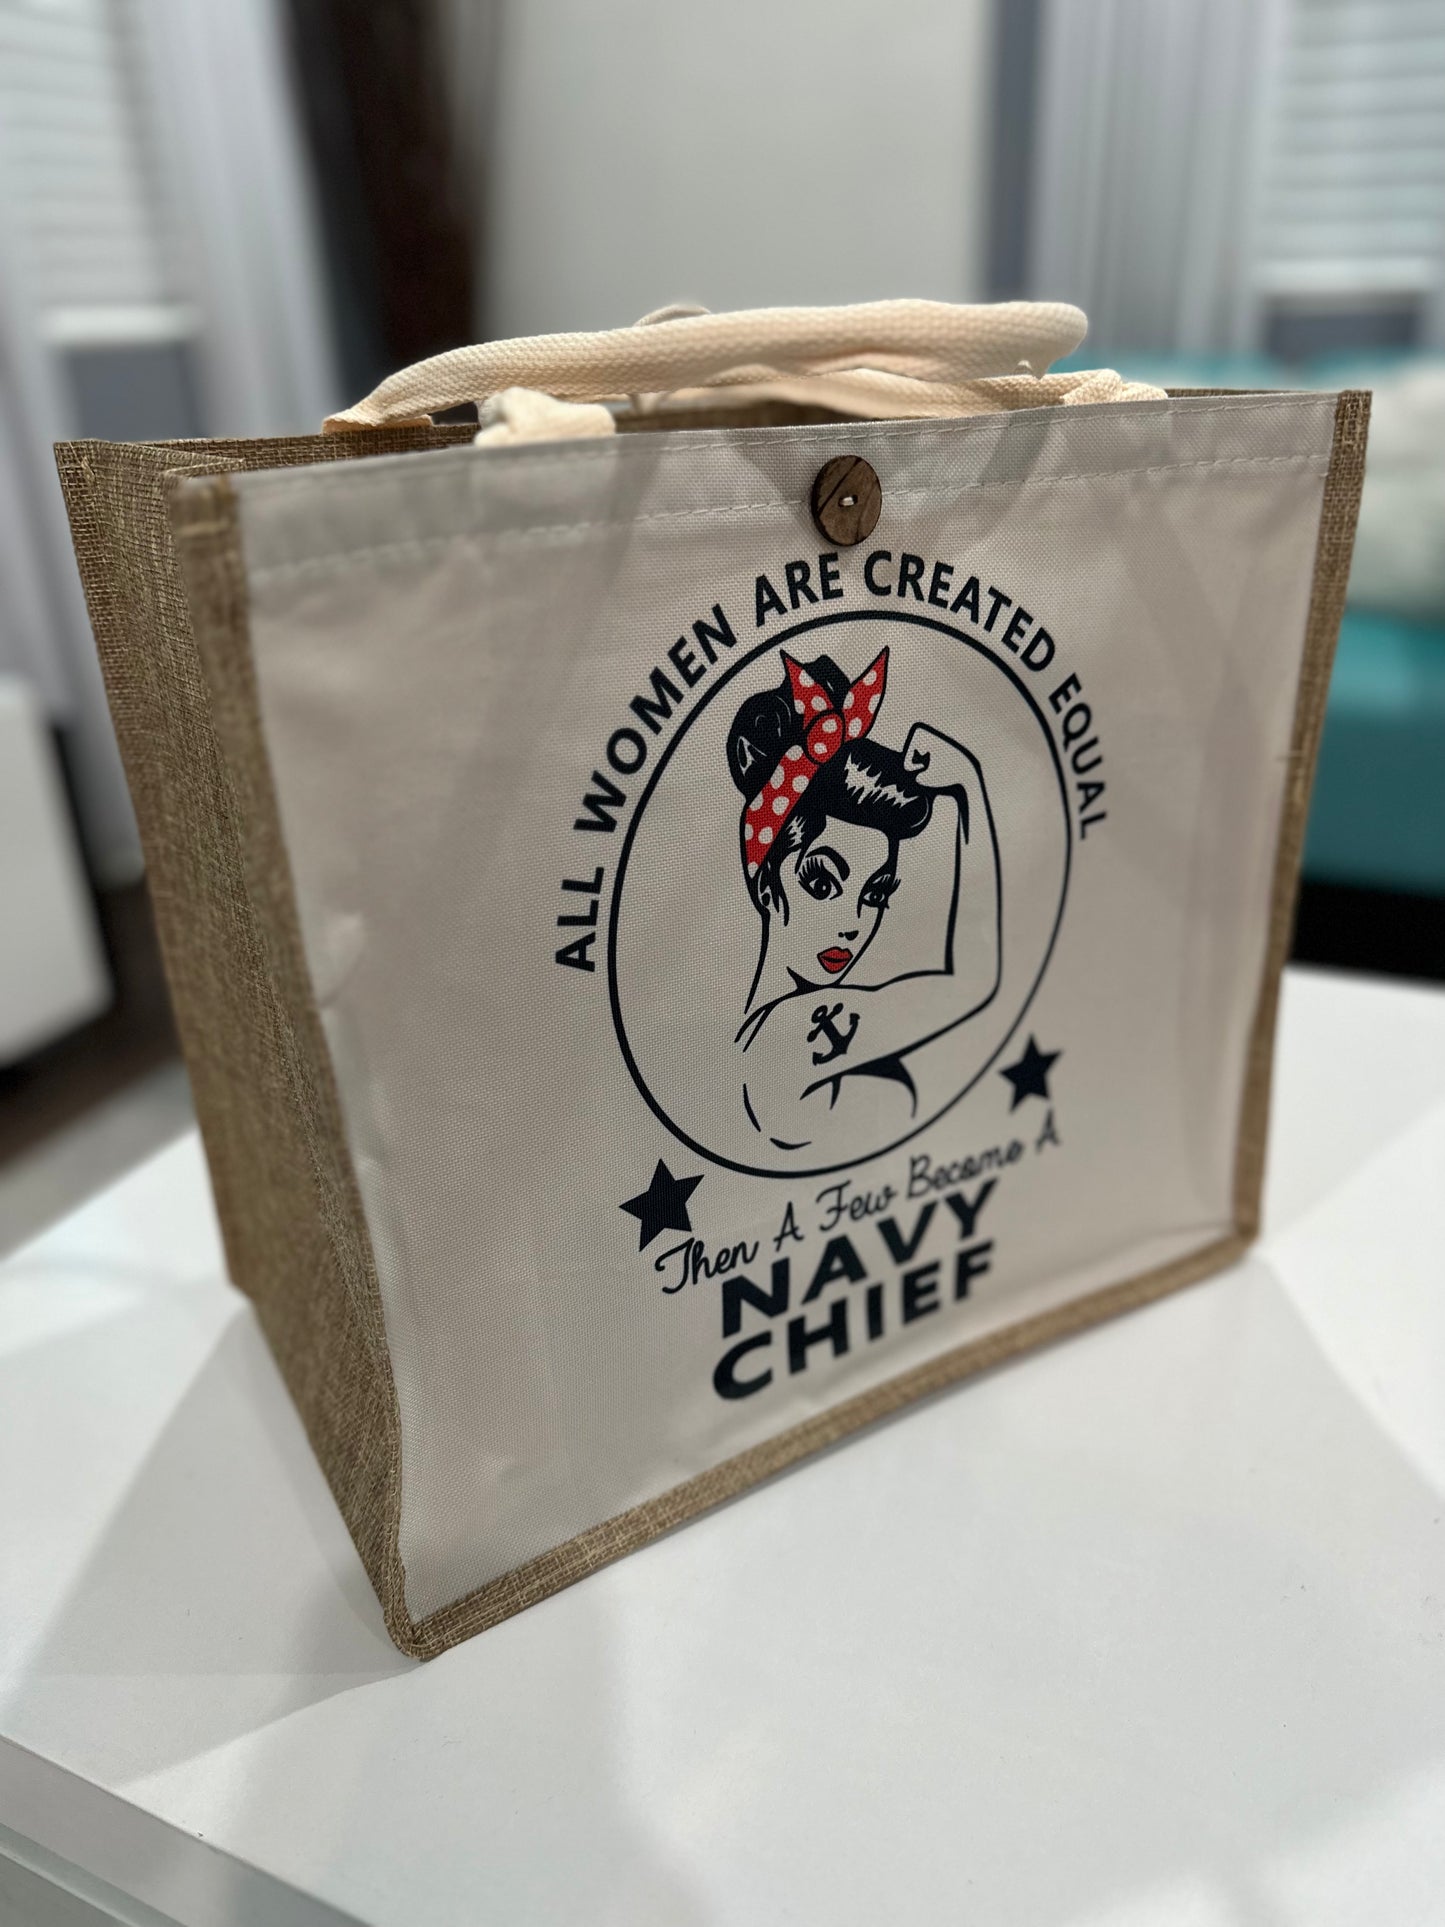 ALL WOMEN ARE CREATED EQUAL
Then A Few Become A
NAVY
CHIEF